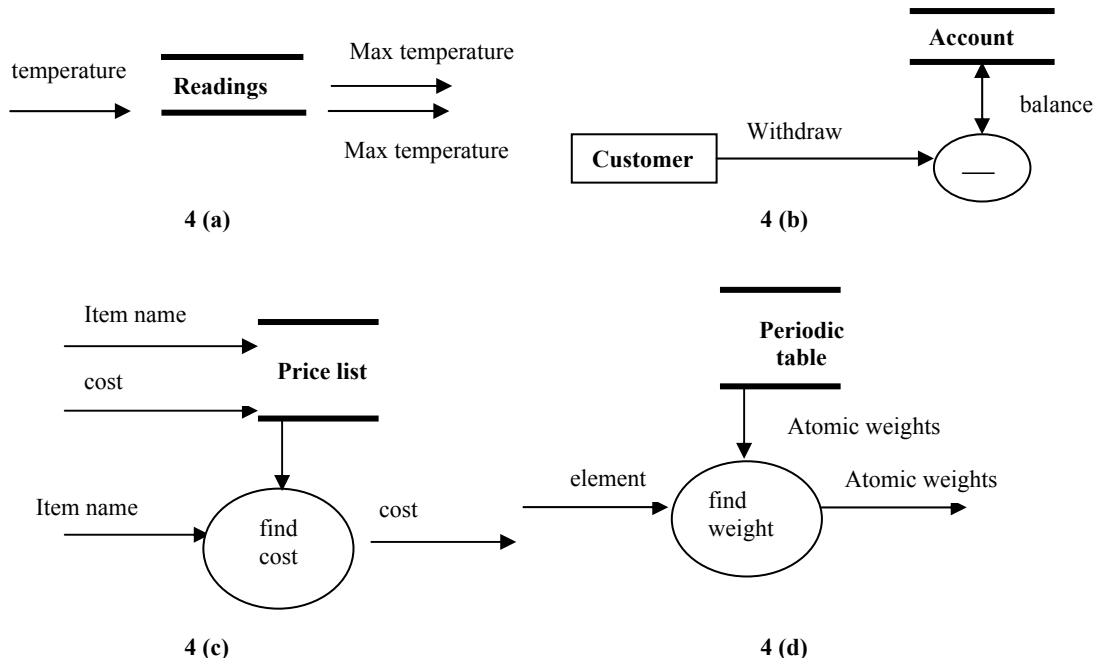 temperature
Readings
Max temperature
Max temperature
4 (a)
Account
balance
Withdraw
Customer
4 (b)
Item name
cost
Price list
Item name
find
cost
cost
4 (c)
Periodic
table
Atomic weights
element
find
weight
Atomic weights
4 (d)